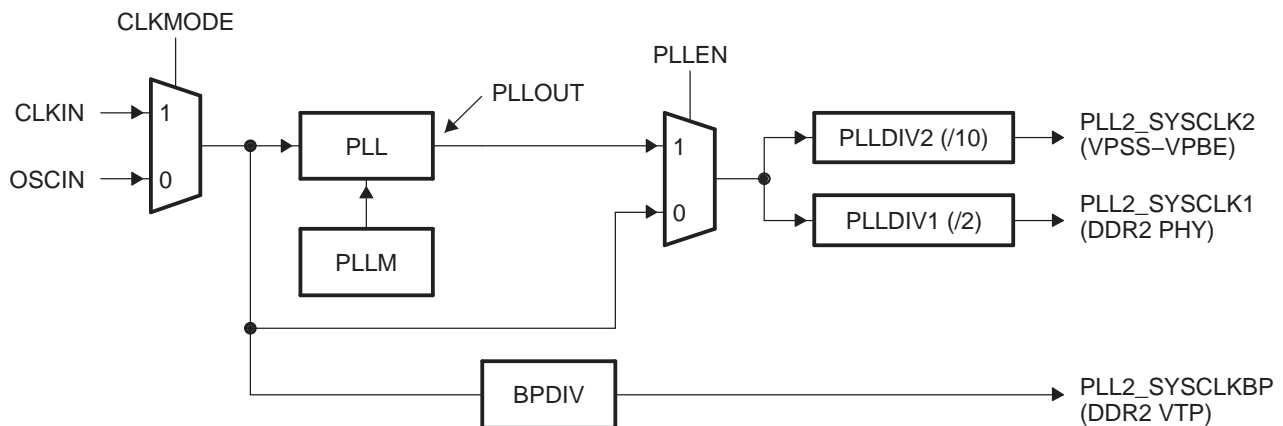 CLKMODE
CLKIN
OSCIN
1
0
PLL
PLLM
PLLOUT
PLLEN
1
0
PLLDIV2 (/10)
PLLDIV1 (/2)
PLL2_SYSCLK2
(VPSS–VPBE)
PLL2_SYSCLK1
(DDR2 PHY)
BPDIV
PLL2_SYSCLKBP
(DDR2 VTP)